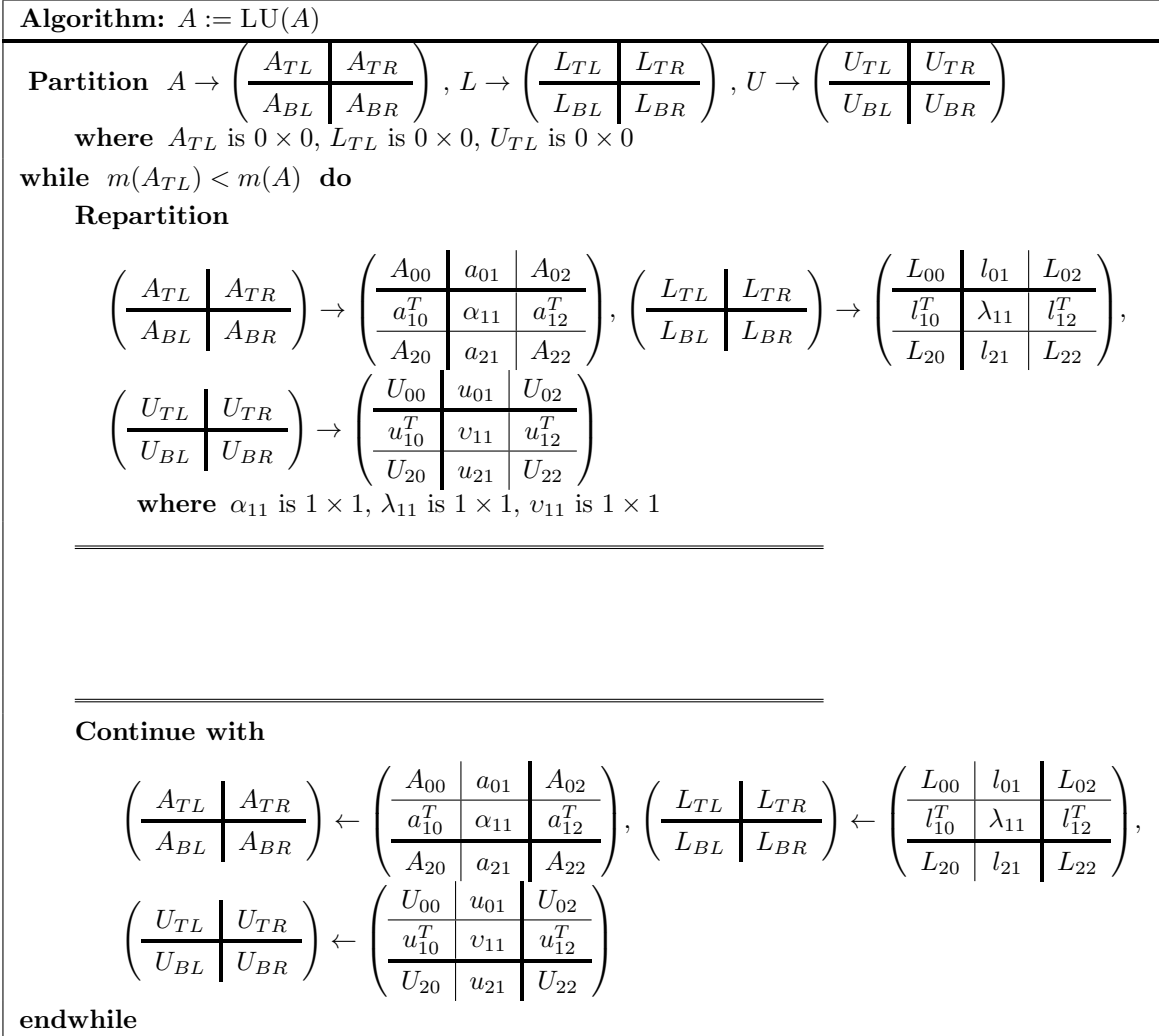 Algorithm: A := LU(A)
Partition A → ( A_TL | A_TR ; A_BL | A_BR ) , L → ( L_TL | L_TR ; L_BL | L_BR ) , U → ( U_TL | U_TR ; U_BL | U_BR )
where A_TL is 0 × 0, L_TL is 0 × 0, U_TL is 0 × 0
while m(A_TL) < m(A) do
Repartition
( A_TL | A_TR ; A_BL | A_BR ) → ( A_00 | a_01 | A_02 ; a_10^T | α_11 | a_12^T ; A_20 | a_21 | A_22 ), ( L_TL | L_TR ; L_BL | L_BR ) → ( L_00 | l_01 | L_02 ; l_10^T | λ_11 | l_12^T ; L_20 | l_21 | L_22 ),
( U_TL | U_TR ; U_BL | U_BR ) → ( U_00 | u_01 | U_02 ; u_10^T | υ_11 | u_12^T ; U_20 | u_21 | U_22 )
where α_11 is 1 × 1, λ_11 is 1 × 1, υ_11 is 1 × 1
Continue with
( A_TL | A_TR ; A_BL | A_BR ) ← ( A_00 | a_01 | A_02 ; a_10^T | α_11 | a_12^T ; A_20 | a_21 | A_22 ), ( L_TL | L_TR ; L_BL | L_BR ) ← ( L_00 | l_01 | L_02 ; l_10^T | λ_11 | l_12^T ; L_20 | l_21 | L_22 ),
( U_TL | U_TR ; U_BL | U_BR ) ← ( U_00 | u_01 | U_02 ; u_10^T | υ_11 | u_12^T ; U_20 | u_21 | U_22 )
endwhile